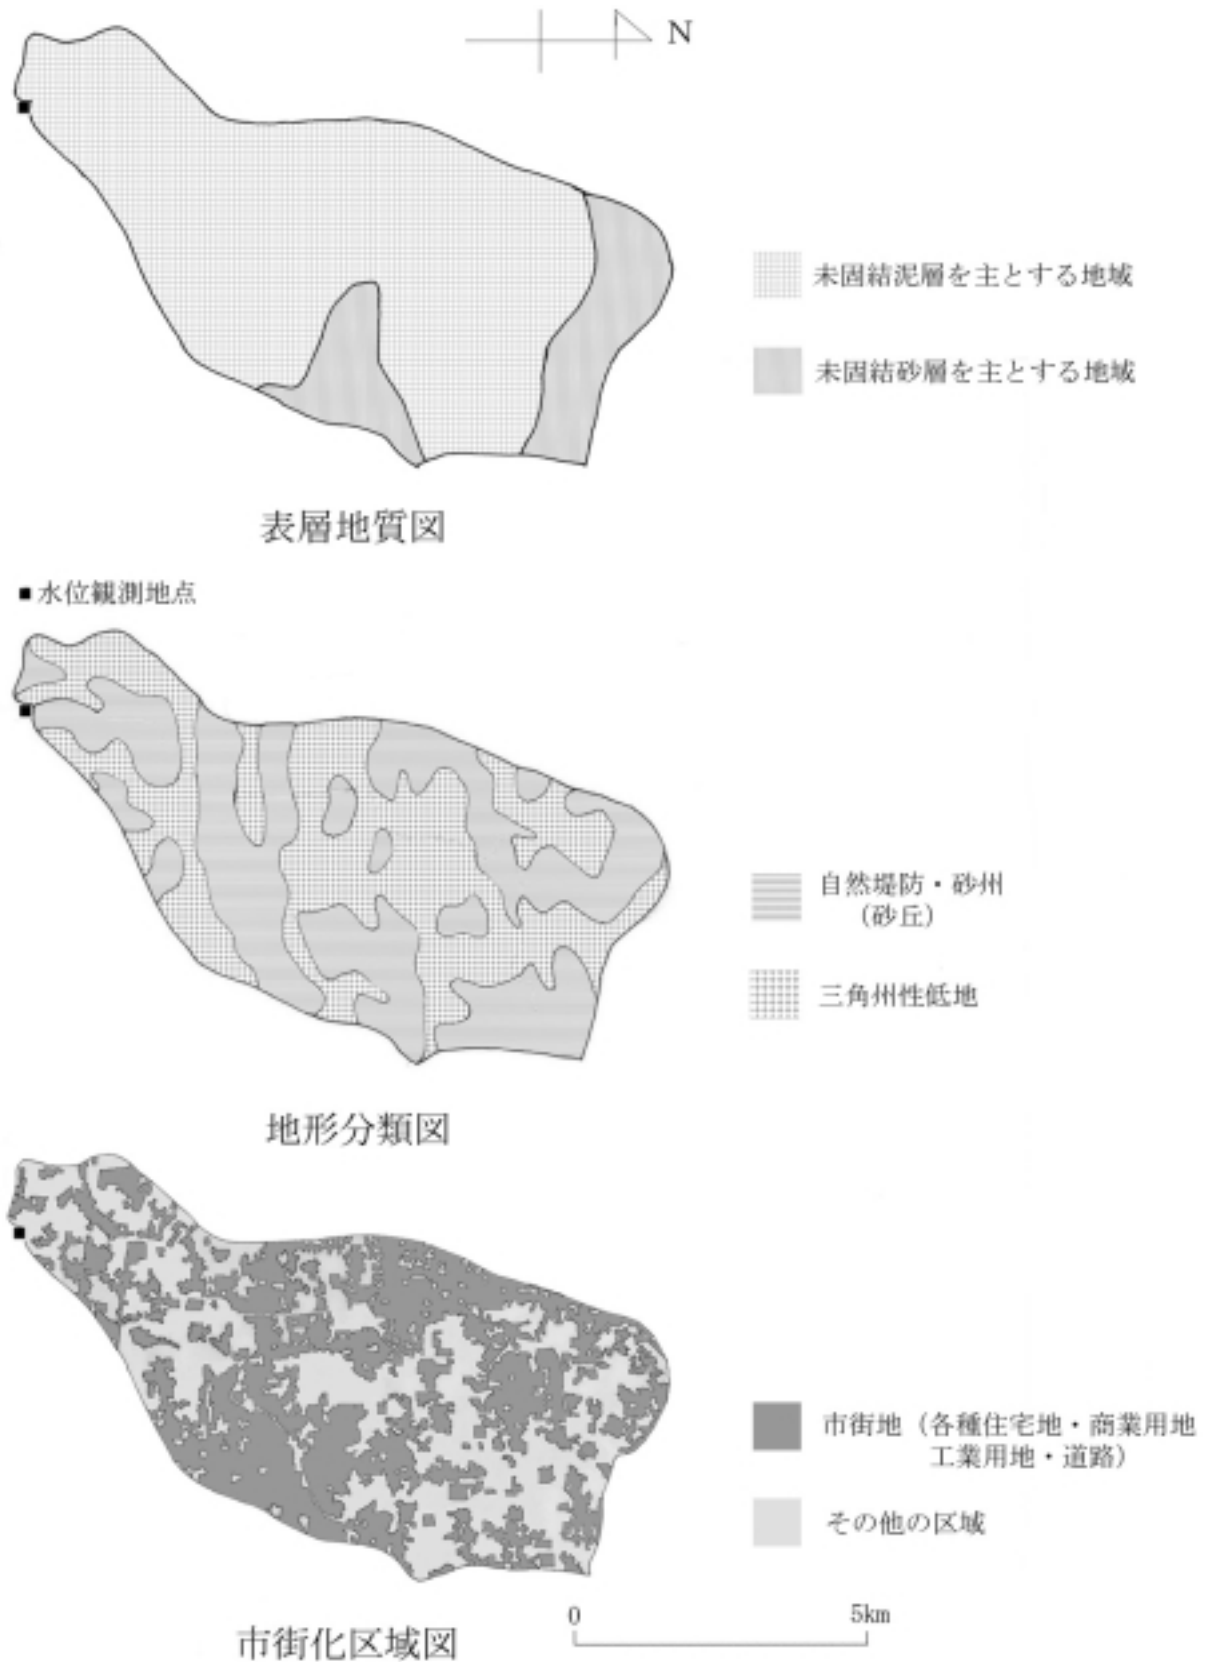 N
未固結泥層を主とする地域
未固結砂層を主とする地域
表層地質図
■水位観測地点
自然堤防・砂州
(砂丘)
三角州性低地
地形分類図
市街地(各種住宅地・商業用地
工業用地・道路)
その他の区域
0 5km
市街化区域図